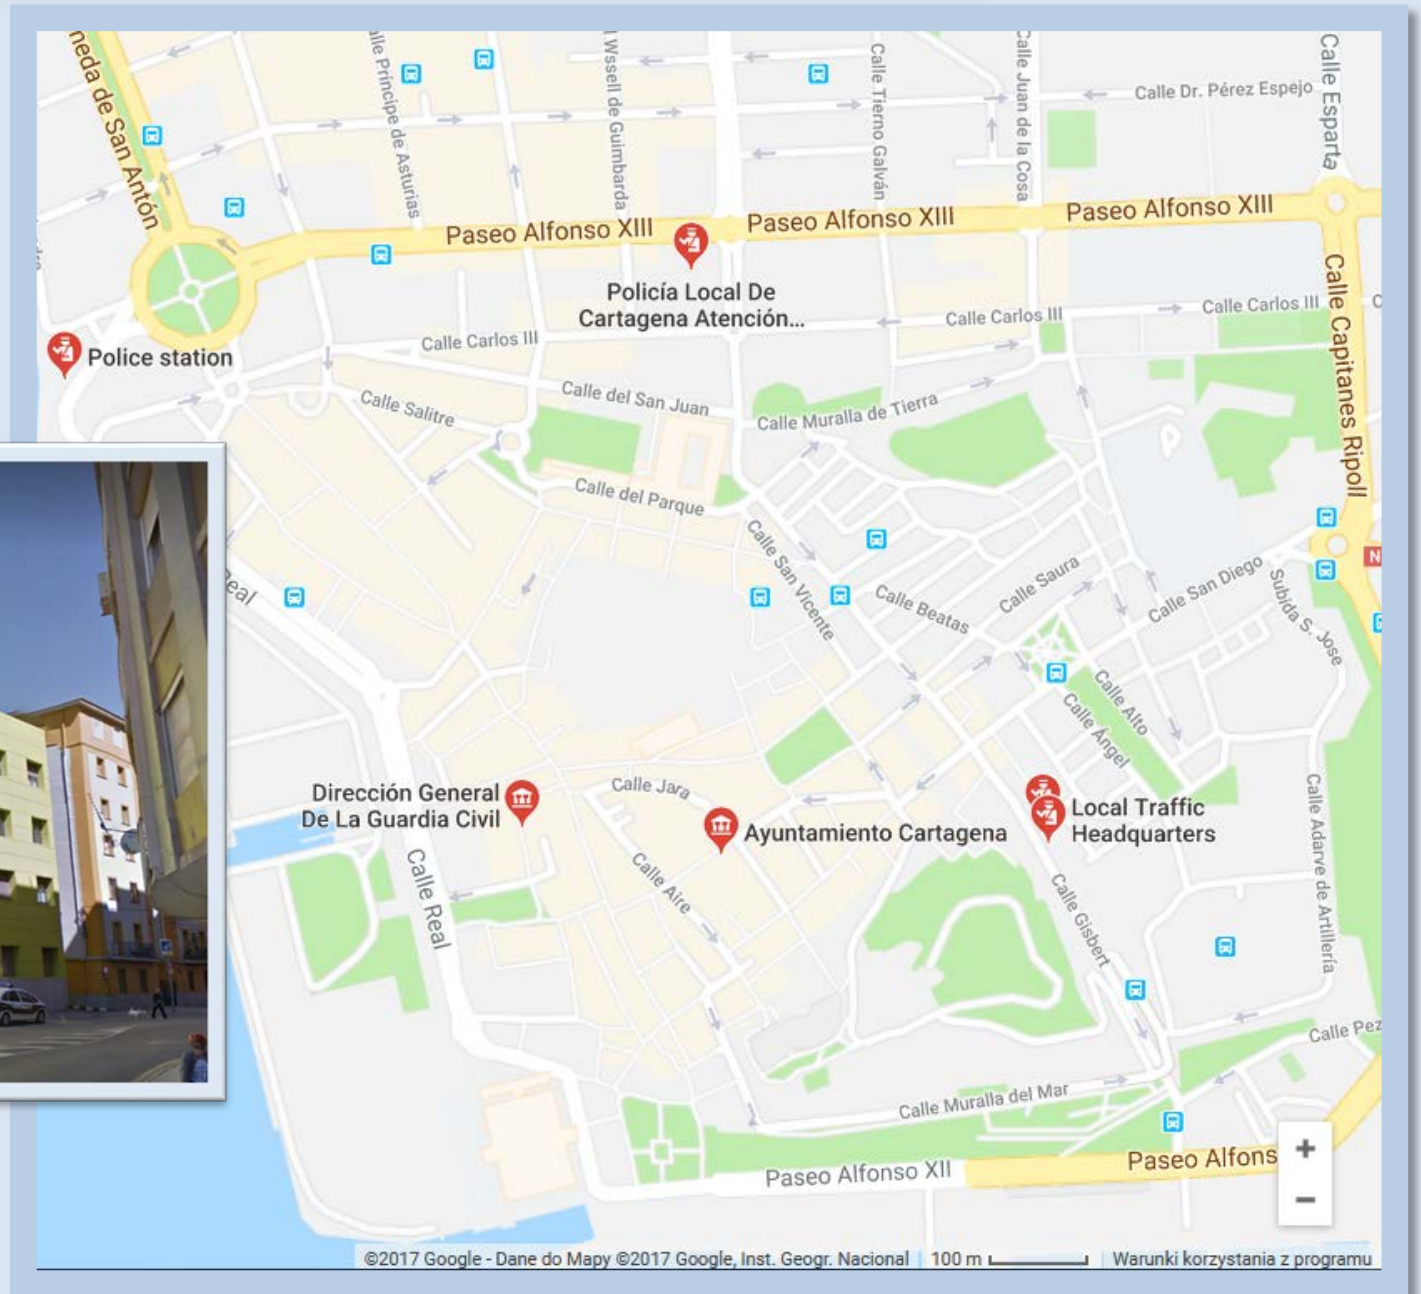 neda de San Antón
lle Príncipe de Asturias
l Wssell de Guimbarda
Calle Tierno Galván
Calle Juan de la Cosa
Calle Dr. Pérez Espejo
Calle Esparta
Paseo Alfonso XIII
Paseo Alfonso XIII
Paseo Alfonso XIII
Policía Local De
Cartagena Atención...
Calle Carlos III
Calle Carlos III
Calle Carlos III
C
Calle Capitanes Ripoll
Police station
Calle Salitre
Calle del San Juan
Calle Muralla de Tierra
Calle del Parque
Calle San Vicente
Calle Beatas
Calle Saura
Calle San Diego
Subida S. Jose
N
Real
Calle Alto
Calle Ángel
Dirección General
De La Guardia Civil
Calle Jara
Ayuntamiento Cartagena
Local Traffic
Headquarters
Calle Adarve de Artillería
Calle Real
Calle Aire
Calle Gisbert
Calle Pez
Calle Muralla del Mar
Paseo Alfonso XII
Paseo Alfons
+
−
©2017 Google - Dane do Mapy ©2017 Google, Inst. Geogr. Nacional 100 m Warunki korzystania z programu